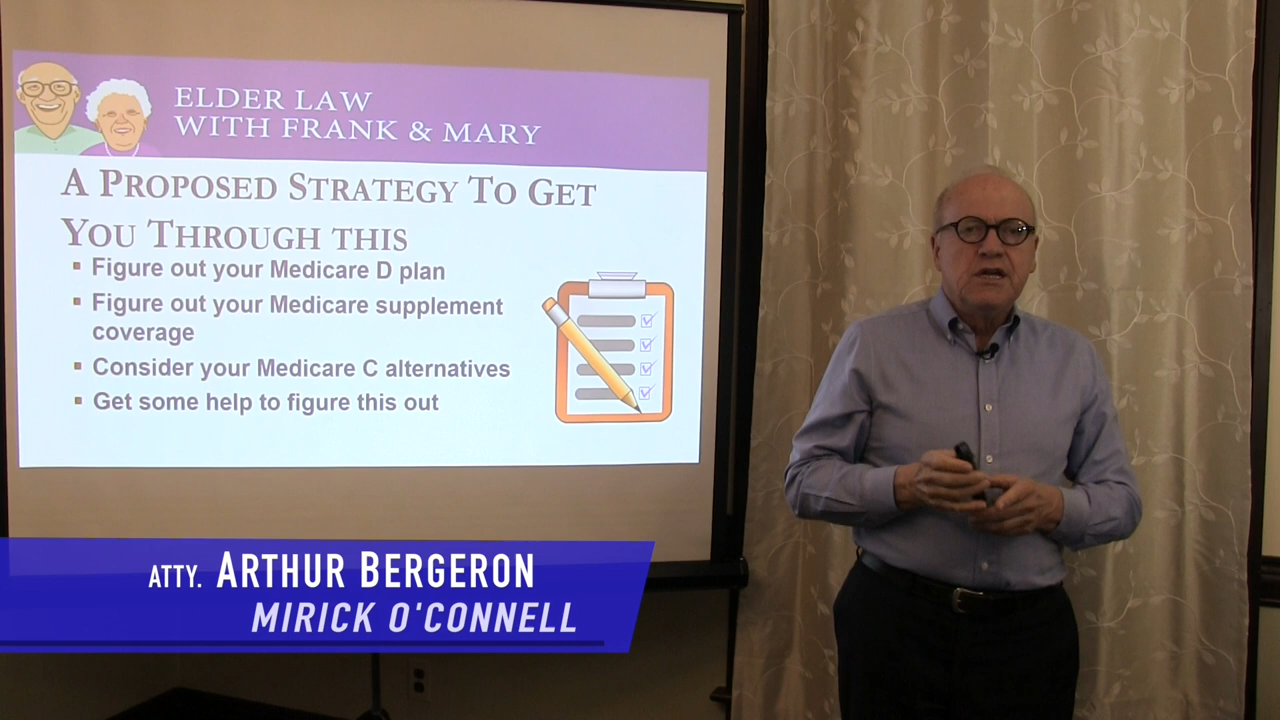 ELDER LAW
WITH FRANK & MARY
A PROPOSED STRATEGY TO GET
YOU THROUGH THIS
▪ Figure out your Medicare D plan
▪ Figure out your Medicare supplement
coverage
▪ Consider your Medicare C alternatives
▪ Get some help to figure this out
ATTY. ARTHUR BERGERON
MIRICK O'CONNELL